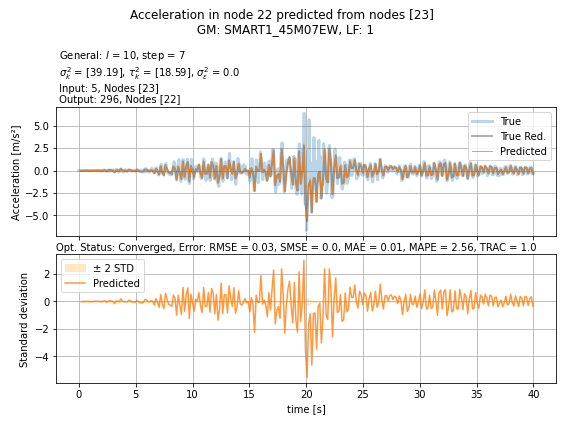 Acceleration in node 22 predicted from nodes [23]
GM: SMART1_45M07EW, LF: 1
General: l = 10, step = 7
σ²ₖ = [39.19], τ²ₖ = [18.59], σ²ε = 0.0
Input: 5, Nodes [23]
Output: 296, Nodes [22]
Acceleration [m/s²]
5.0
2.5
0.0
−2.5
−5.0
True
True Red.
Predicted
Opt. Status: Converged, Error: RMSE = 0.03, SMSE = 0.0, MAE = 0.01, MAPE = 2.56, TRAC = 1.0
Standard deviation
2
0
−2
−4
± 2 STD
Predicted
0 5 10 15 20 25 30 35 40
time [s]